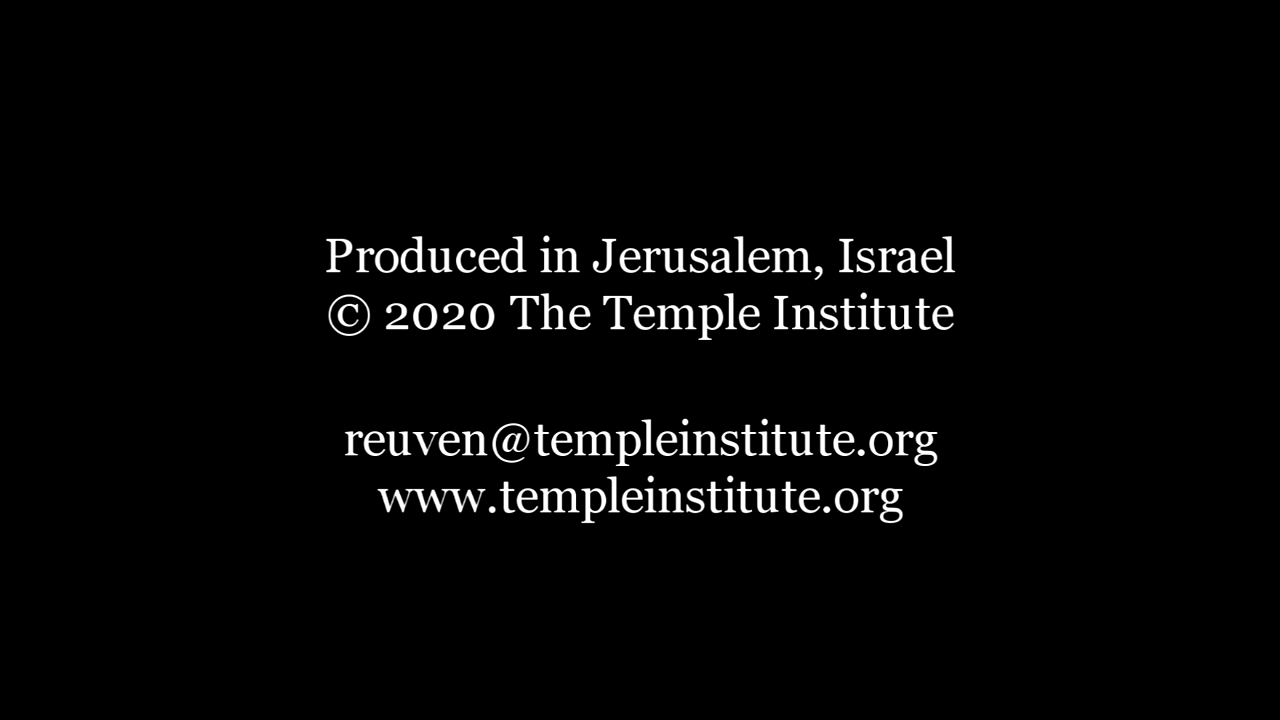 Produced in Jerusalem, Israel
© 2020 The Temple Institute
reuven@templeinstitute.org
www.templeinstitute.org